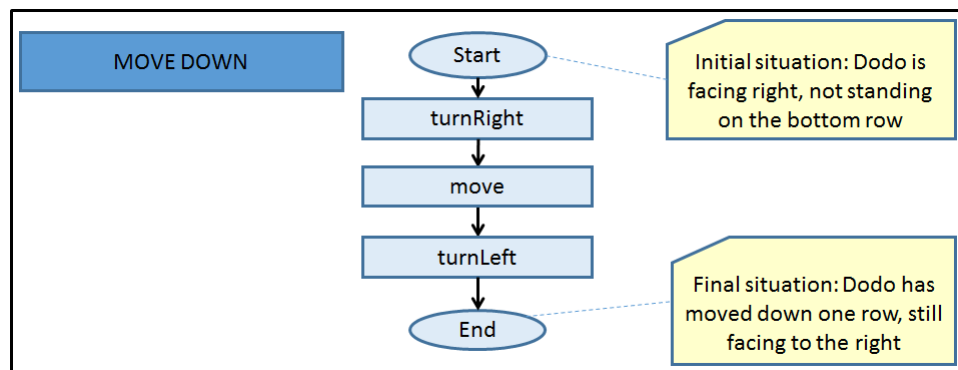 MOVE DOWN
Start
Initial situation: Dodo is
facing right, not standing
on the bottom row
turnRight
move
turnLeft
Final situation: Dodo has
moved down one row, still
facing to the right
End